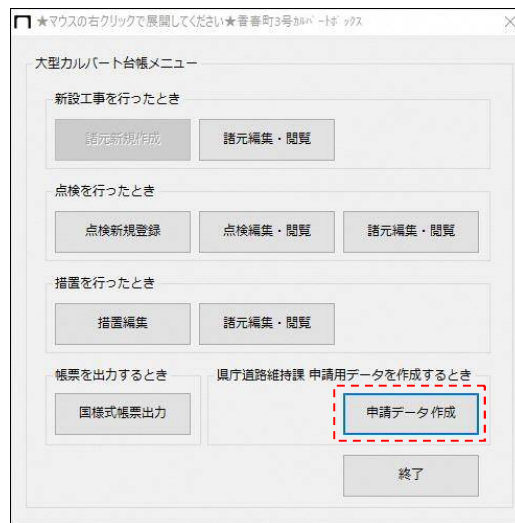 ★マウスの右クリックで展開してください★香春町3号ｶﾙﾊﾞｰﾄﾎﾞｯｸｽ
大型カルバート台帳メニュー
新設工事を行ったとき
諸元新規作成 諸元編集・閲覧
点検を行ったとき
点検新規登録 点検編集・閲覧 諸元編集・閲覧
措置を行ったとき
措置編集 諸元編集・閲覧
帳票を出力するとき 県庁道路維持課 申請用データを作成するとき
国様式帳票出力 申請データ作成
終了